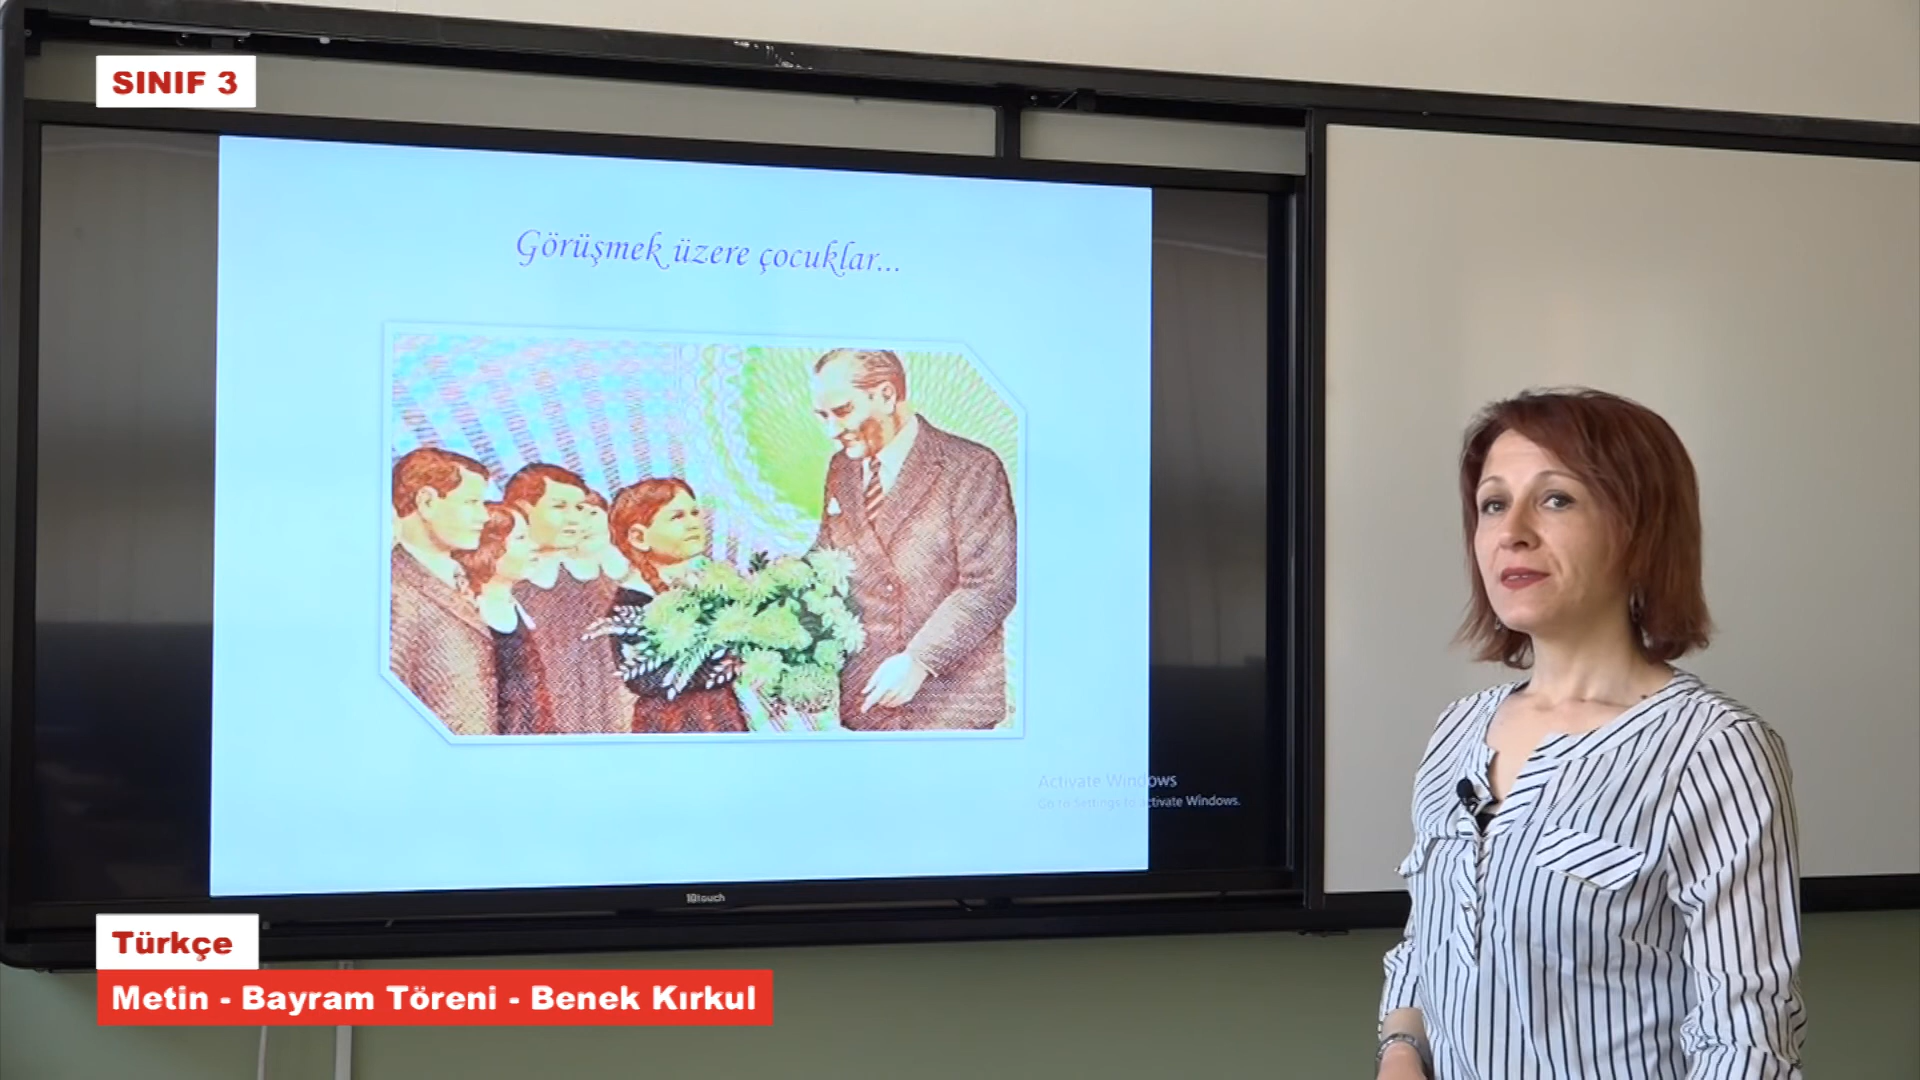 SINIF 3
Görüşmek üzere çocuklar...
Activate Windows
Go to Settings to activate Windows.
IQtouch
Türkçe
Metin - Bayram Töreni - Benek Kırkul